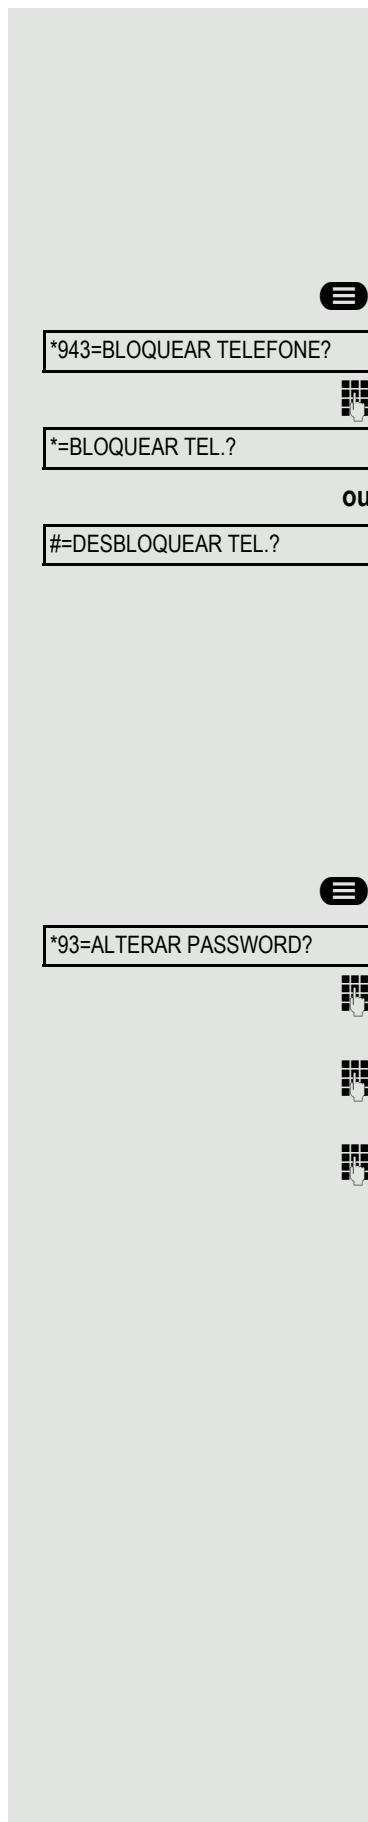 *943=BLOQUEAR TELEFONE?
*=BLOQUEAR TEL.?
ou
#=DESBLOQUEAR TEL.?
*93=ALTERAR PASSWORD?